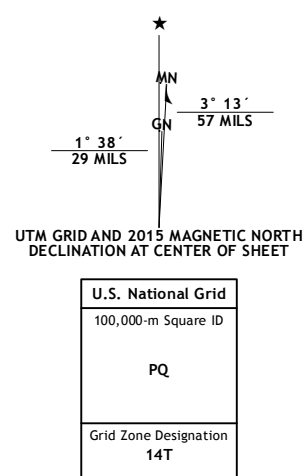 ★
MN
3° 13´
57 MILS
GN
1° 38´
29 MILS
UTM GRID AND 2015 MAGNETIC NORTH
DECLINATION AT CENTER OF SHEET
U.S. National Grid
100,000-m Square ID
PQ
Grid Zone Designation
14T